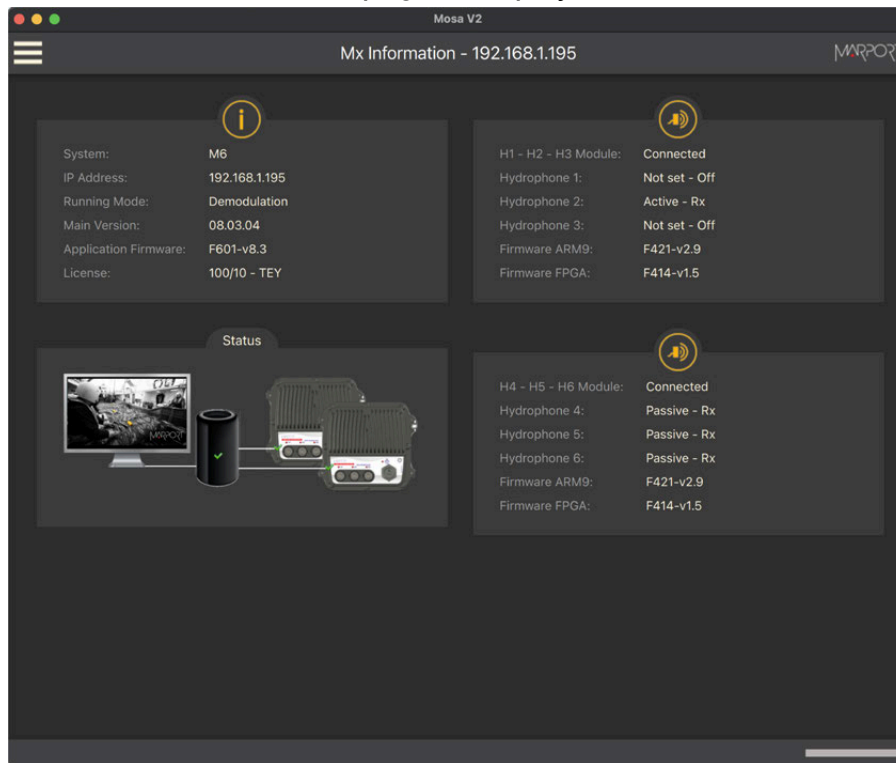 Mosa V2
Mx Information - 192.168.1.195
MARPORT
System: M6
IP Address: 192.168.1.195
Running Mode: Demodulation
Main Version: 08.03.04
Application Firmware: F601-v8.3
License: 100/10 - TEY
H1 - H2 - H3 Module: Connected
Hydrophone 1: Not set - Off
Hydrophone 2: Active - Rx
Hydrophone 3: Not set - Off
Firmware ARM9: F421-v2.9
Firmware FPGA: F414-v1.5
Status
MARPORT
H4 - H5 - H6 Module: Connected
Hydrophone 4: Passive - Rx
Hydrophone 5: Passive - Rx
Hydrophone 6: Passive - Rx
Firmware ARM9: F421-v2.9
Firmware FPGA: F414-v1.5